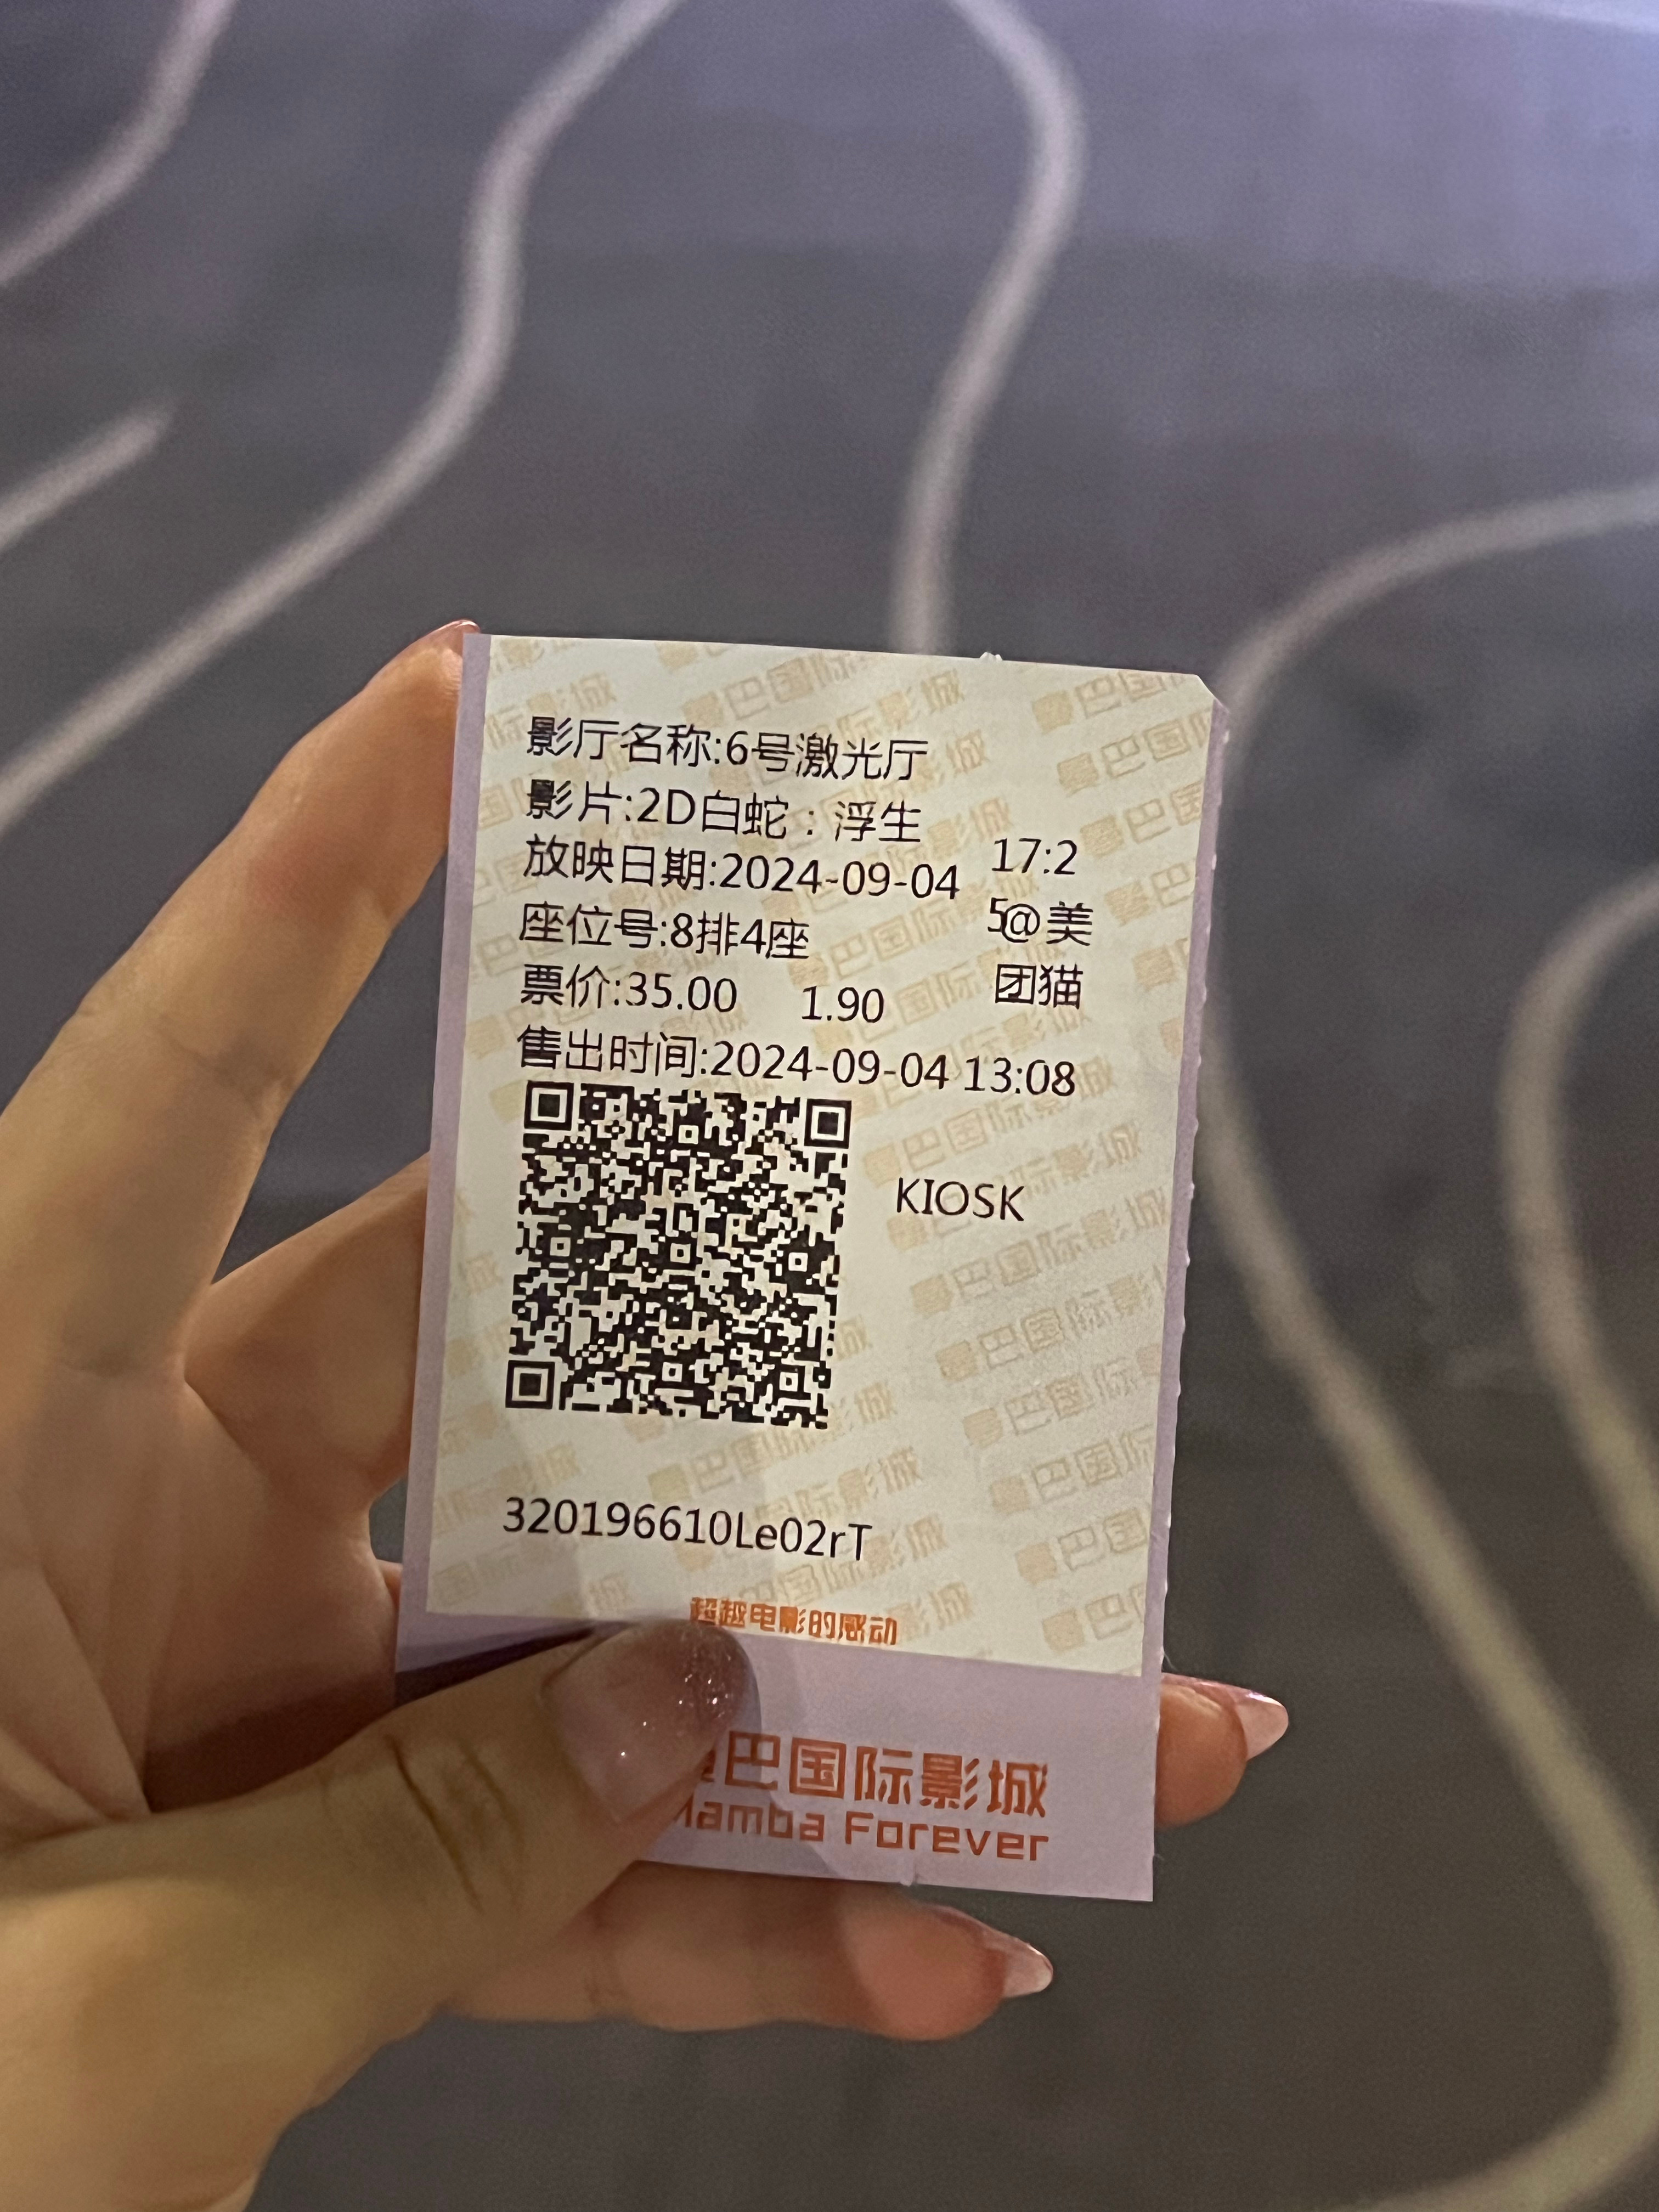 影厅名称:6号激光厅
影片:2D白蛇：浮生
放映日期:2024-09-04
17:2
5@美
团猫
座位号:8排4座
票价:35.00 1.90
售出时间:2024-09-04 13:08
KIOSK
320196610Le02rT
超越电影的感动
巴国际影城
Mamba Forever